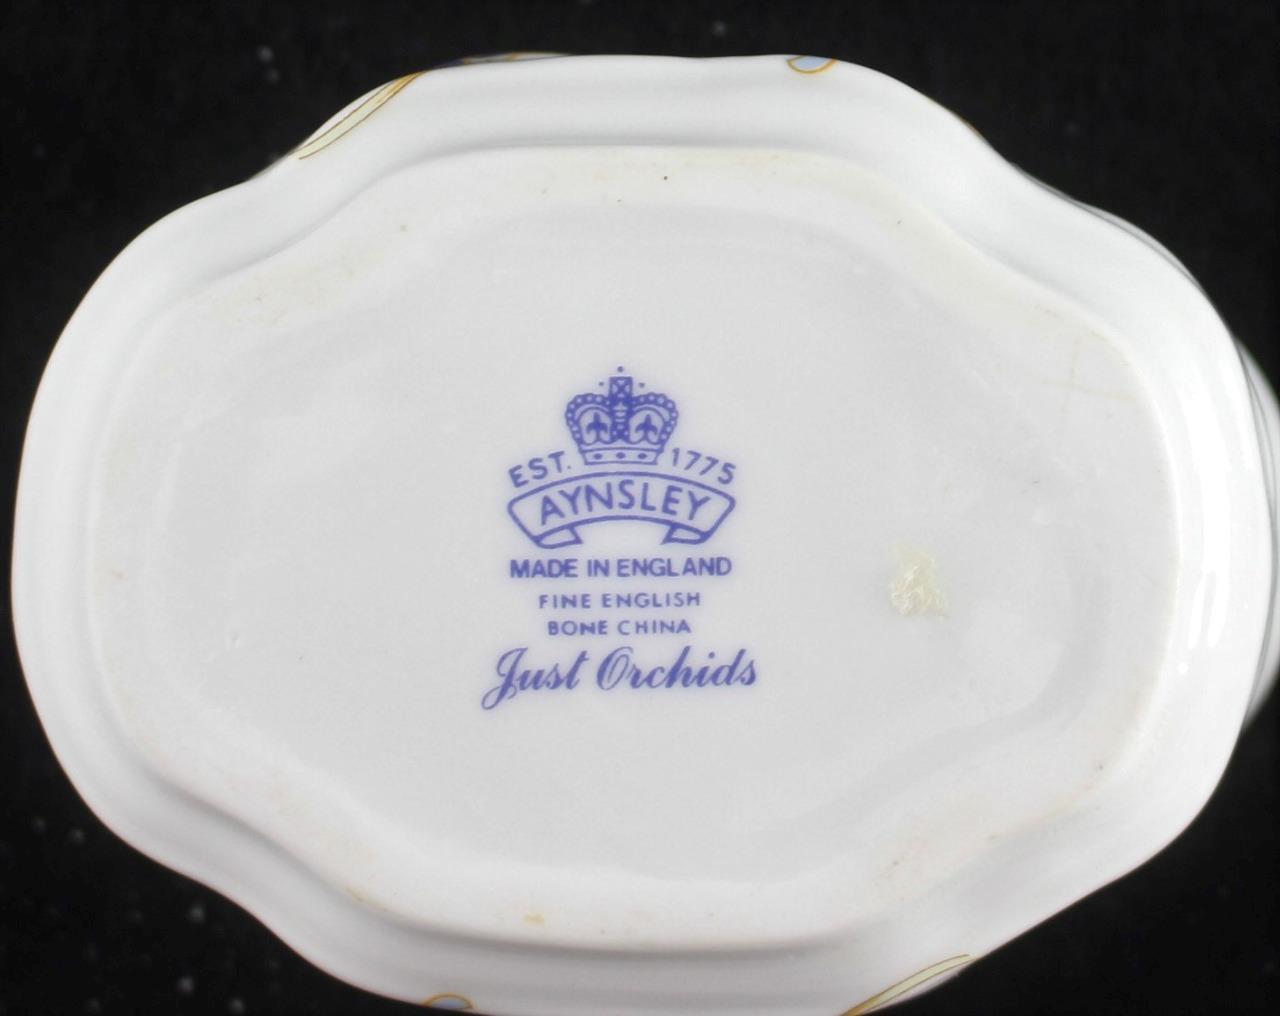 EST. 1775
AYNSLEY
MADE IN ENGLAND
FINE ENGLISH
BONE CHINA
Just Orchids